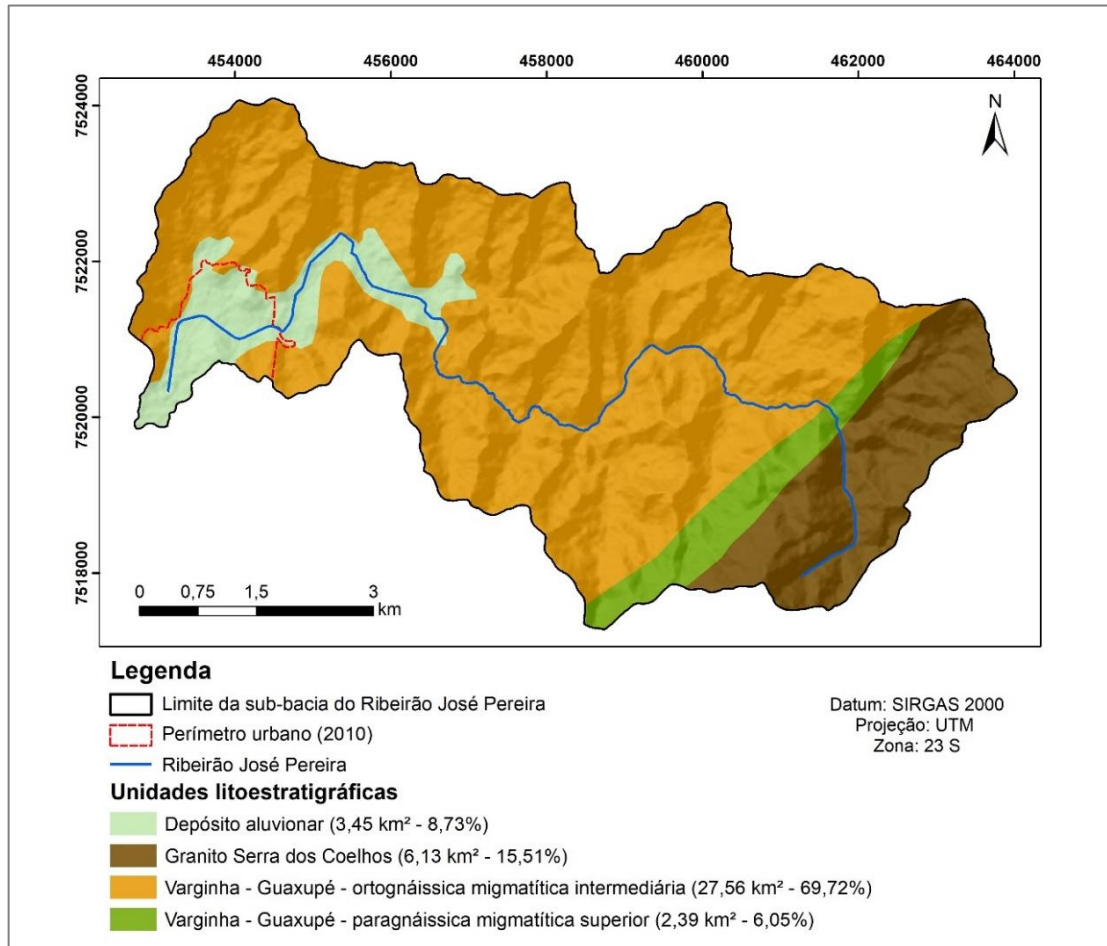 454000 456000 458000 460000 462000 464000
7524000
N
7522000
7520000
7518000
0 0,75 1,5 3
km
Legenda
Limite da sub-bacia do Ribeirão José Pereira
Perímetro urbano (2010)
Ribeirão José Pereira
Datum: SIRGAS 2000
Projeção: UTM
Zona: 23 S
Unidades litoestratigráficas
Depósito aluvionar (3,45 km² - 8,73%)
Granito Serra dos Coelhos (6,13 km² - 15,51%)
Varginha - Guaxupé - ortognáissica migmatítica intermediária (27,56 km² - 69,72%)
Varginha - Guaxupé - paragnáissica migmatítica superior (2,39 km² - 6,05%)